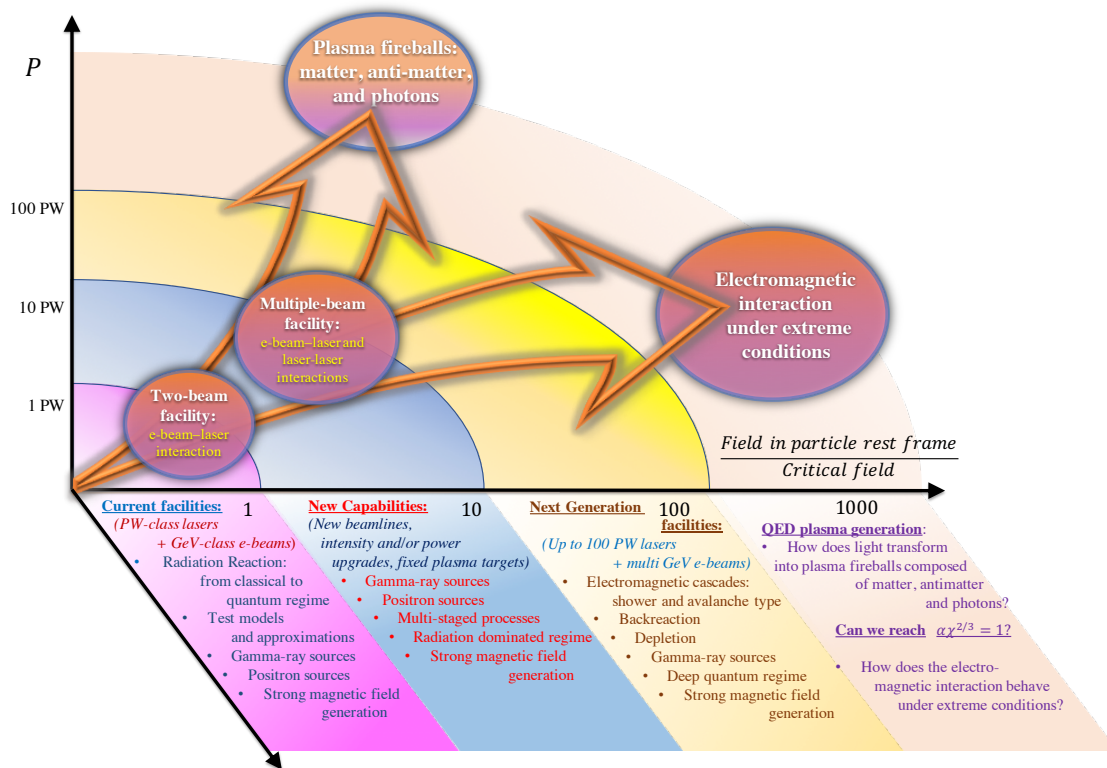 P
Plasma fireballs:
matter, anti-matter,
and photons
100 PW
10 PW
1 PW
Multiple-beam
facility:
e-beam–laser and
laser-laser
interactions
Two-beam
facility:
e-beam–laser
interaction
Electromagnetic
interaction
under extreme
conditions
Field in particle rest frame
Critical field
1
10
100
1000
Current facilities:
(PW-class lasers
+ GeV-class e-beams)
• Radiation Reaction:
from classical to
quantum regime
• Test models
and approximations
• Gamma-ray sources
• Positron sources
• Strong magnetic field
generation
New Capabilities:
(New beamlines,
intensity and/or power
upgrades, fixed plasma targets)
• Gamma-ray sources
• Positron sources
• Multi-staged processes
• Radiation dominated regime
• Strong magnetic field
generation
Next Generation
facilities:
(Up to 100 PW lasers
+ multi GeV e-beams)
• Electromagnetic cascades:
shower and avalanche type
• Backreaction
• Depletion
• Gamma-ray sources
• Deep quantum regime
• Strong magnetic field
generation
QED plasma generation:
• How does light transform
into plasma fireballs composed
of matter, antimatter
and photons?
Can we reach αχ^{2/3} = 1?
• How does the electro-
magnetic interaction behave
under extreme conditions?